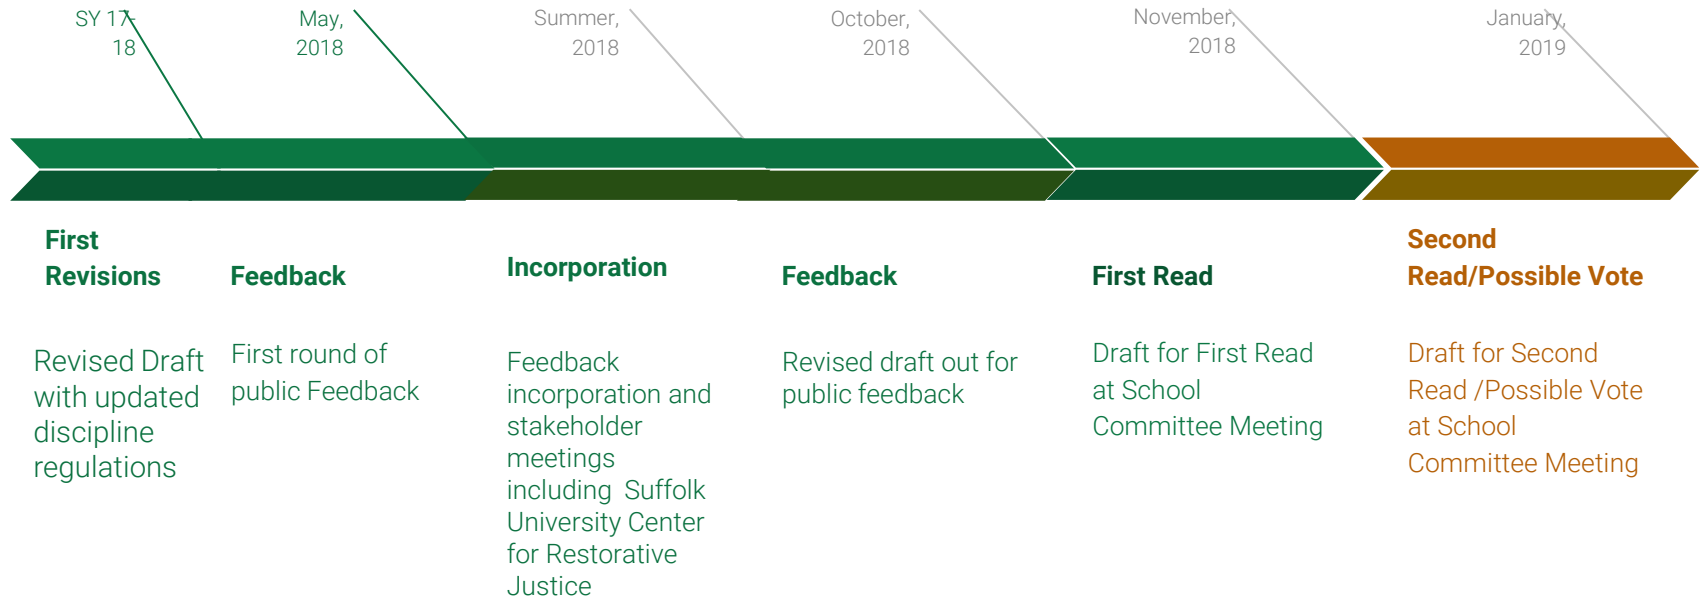 SY 17-
18
May,
2018
Summer,
2018
October,
2018
November,
2018
January,
2019
First
Revisions
Feedback
Incorporation
Feedback
First Read
Second
Read/Possible Vote
Revised Draft
with updated
discipline
regulations
First round of
public Feedback
Feedback
incorporation and
stakeholder
meetings
including  Suffolk
University Center
for Restorative
Justice
Revised draft out for
public feedback
Draft for First Read
at School
Committee Meeting
Draft for Second
Read /Possible Vote
at School
Committee Meeting